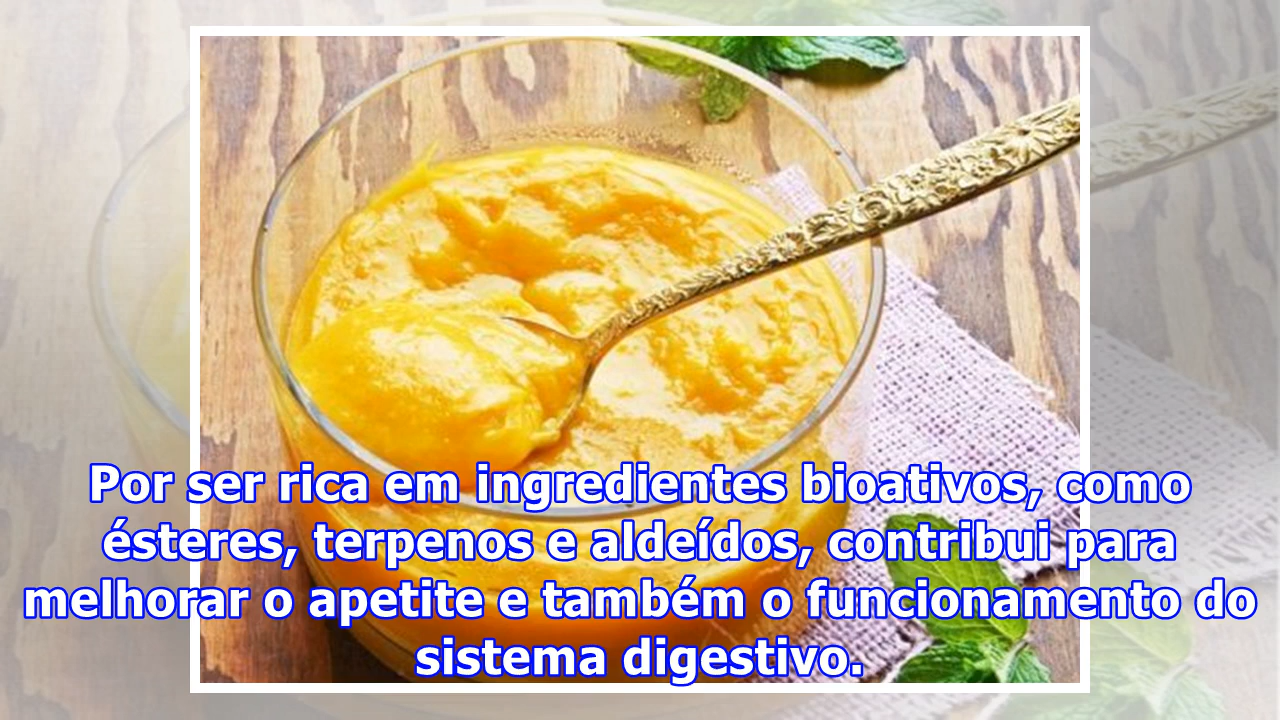 Por ser rica em ingredientes bioativos, como
ésteres, terpenos e aldeídos, contribui para
melhorar o apetite e também o funcionamento do
sistema digestivo.